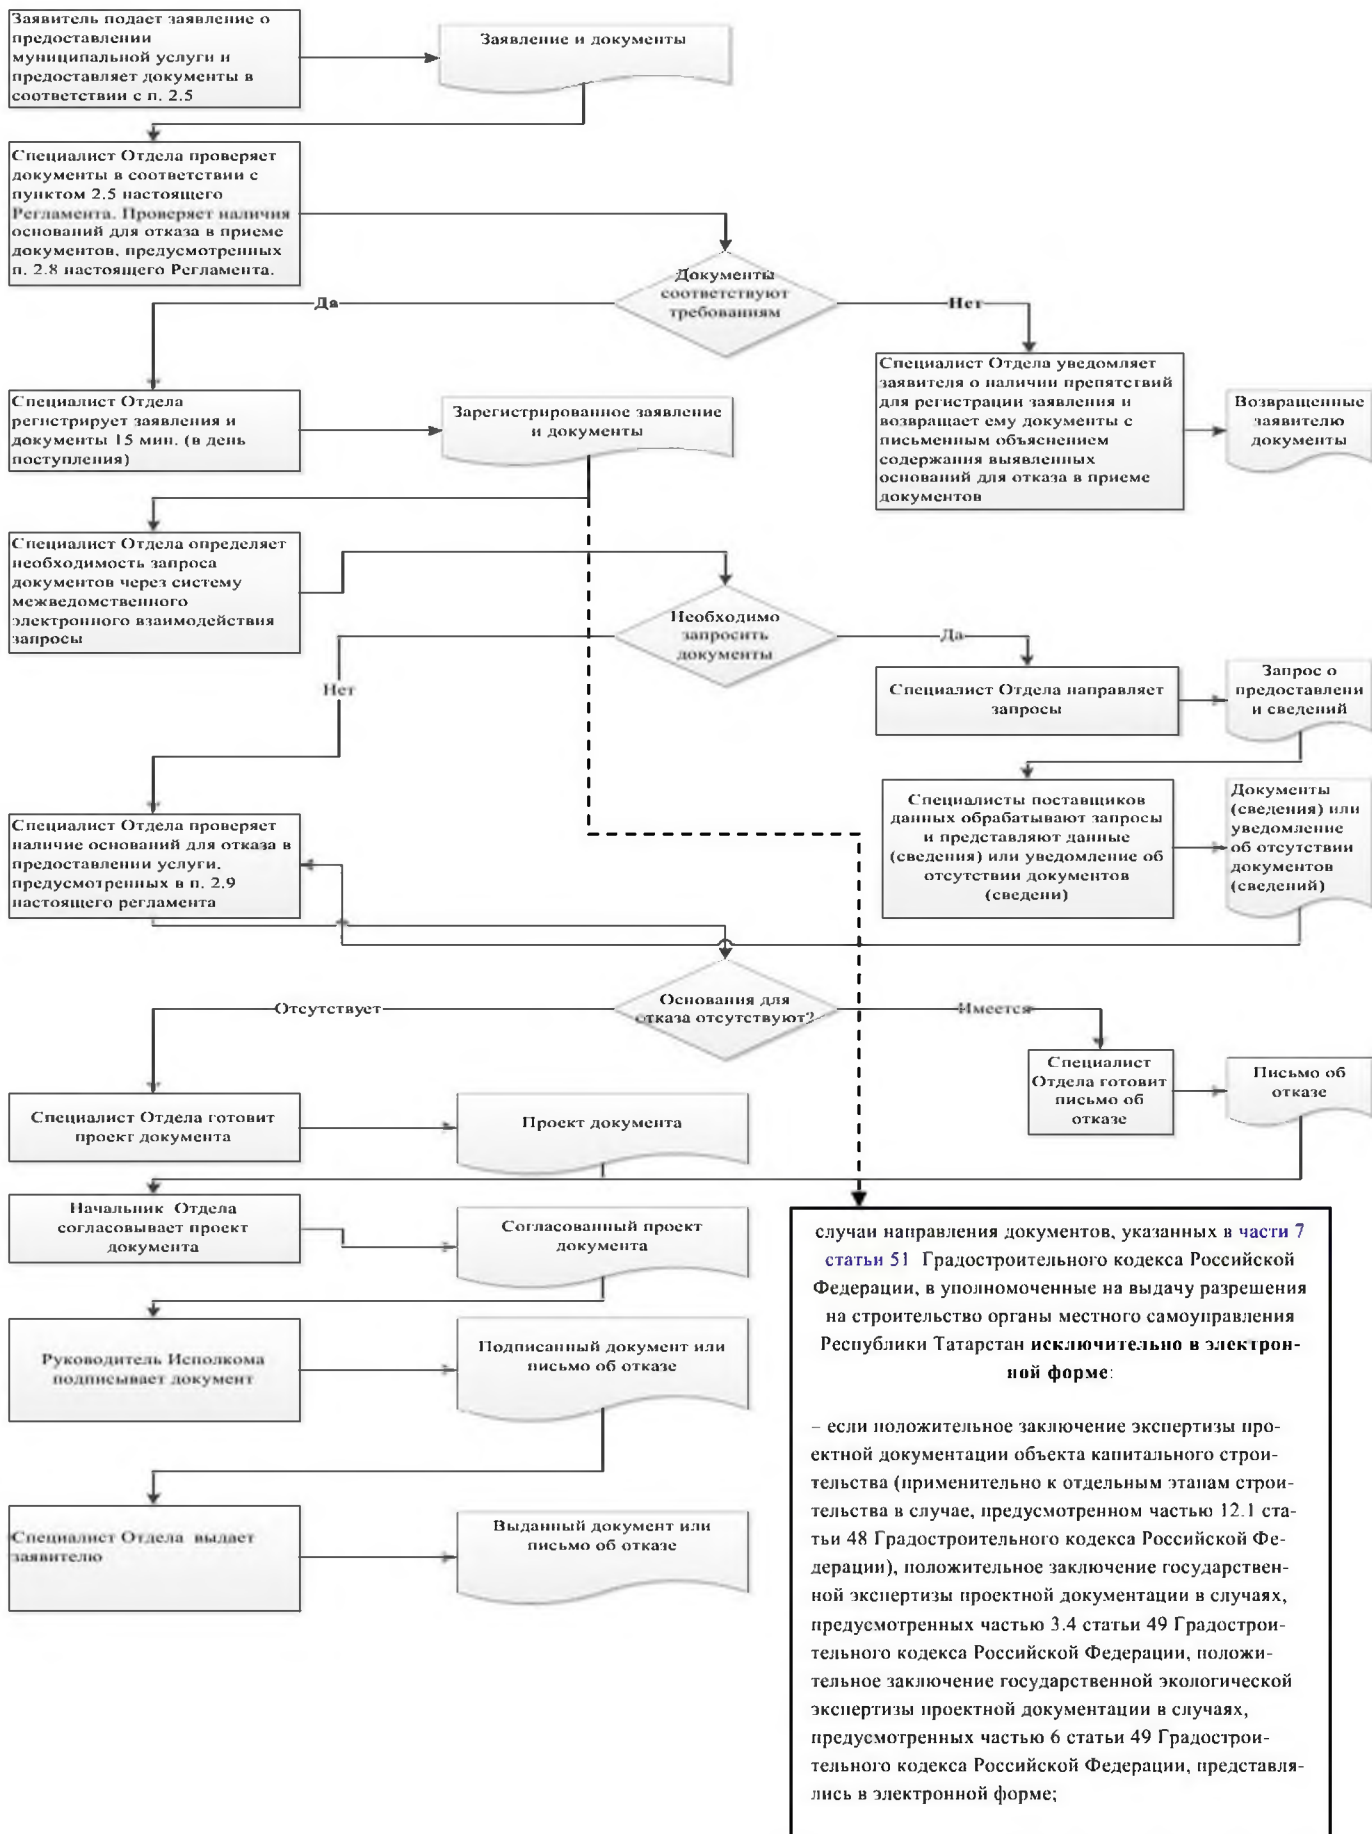 Заявитель подает заявление о
предоставлении
муниципальной услуги и
предоставляет документы в
соответствии с п. 2.5
Заявление и документы
Специалист Отдела проверяет
документы в соответствии с
пунктом 2.5 настоящего
Регламента. Проверяет наличия
оснований для отказа в приеме
документов, предусмотренных
п. 2.8 настоящего Регламента.
Документы
соответствуют
требованиям
Да
Нет
Специалист Отдела уведомляет
заявителя о наличии препятствий
для регистрации заявления и
возвращает ему документы с
письменным объяснением
содержания выявленных
оснований для отказа в приеме
документов
Возвращенные
заявителю
документы
Специалист Отдела
регистрирует заявления и
документы 15 мин. (в день
поступления)
Зарегистрированное заявление
и документы
Специалист Отдела определяет
необходимость запроса
документов через систему
межведомственного
электронного взаимодействия
запросы
Необходимо
запросить
документы
Да
Нет
Специалист Отдела направляет
запросы
Запрос о
предоставлени
и сведений
Специалисты поставщиков
данных обрабатывают запросы
и представляют данные
(сведения) или уведомление об
отсутствии документов
(сведени)
Документы
(сведения) или
уведомление
об отсутствии
документов
(сведений)
Специалист Отдела проверяет
наличие оснований для отказа в
предоставлении услуги,
предусмотренных в п. 2.9
настоящего регламента
Основания для
отказа отсутствуют?
Отсутствует
Имеется
Специалист
Отдела готовит
письмо об
отказе
Письмо об
отказе
Специалист Отдела готовит
проект документа
Проект документа
Начальник Отдела
согласовывает проект
документа
Согласованный проект
документа
Руководитель Исполкома
подписывает документ
Подписанный документ или
письмо об отказе
Специалист Отдела выдает
заявителю
Выданный документ или
письмо об отказе
случаи направления документов, указанных в части 7
статьи 51 Градостроительного кодекса Российской
Федерации, в уполномоченные на выдачу разрешения
на строительство органы местного самоуправления
Республики Татарстан исключительно в электрон-
ной форме:
– если положительное заключение экспертизы про-
ектной документации объекта капитального строи-
тельства (применительно к отдельным этапам строи-
тельства в случае, предусмотренном частью 12.1 ста-
тьи 48 Градостроительного кодекса Российской Фе-
дерации), положительное заключение государствен-
ной экспертизы проектной документации в случаях,
предусмотренных частью 3.4 статьи 49 Градострои-
тельного кодекса Российской Федерации, положи-
тельное заключение государственной экологической
экспертизы проектной документации в случаях,
предусмотренных частью 6 статьи 49 Градострои-
тельного кодекса Российской Федерации, представля-
лись в электронной форме;